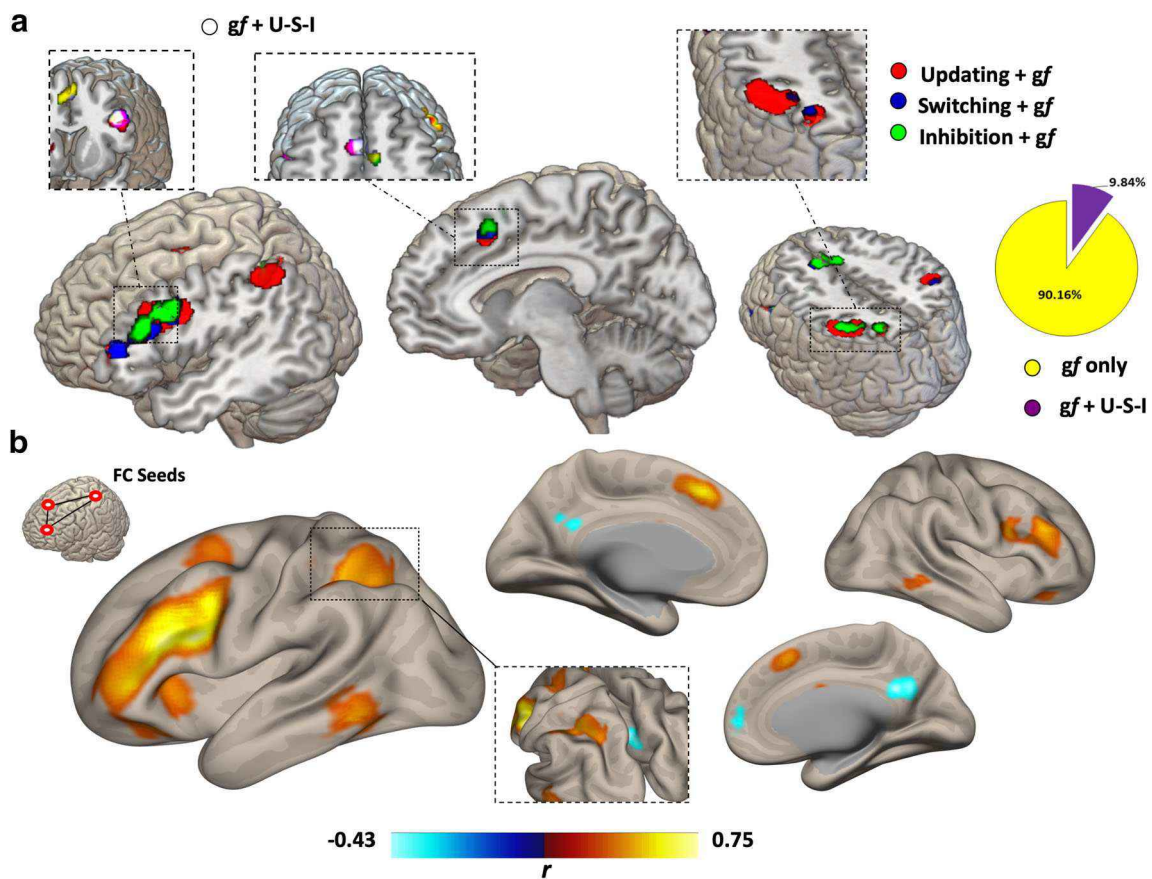 a
gf + U-S-I
Updating + gf
Switching + gf
Inhibition + gf
9.84%
90.16%
gf only
gf + U-S-I
b
FC Seeds
-0.43
0.75
r